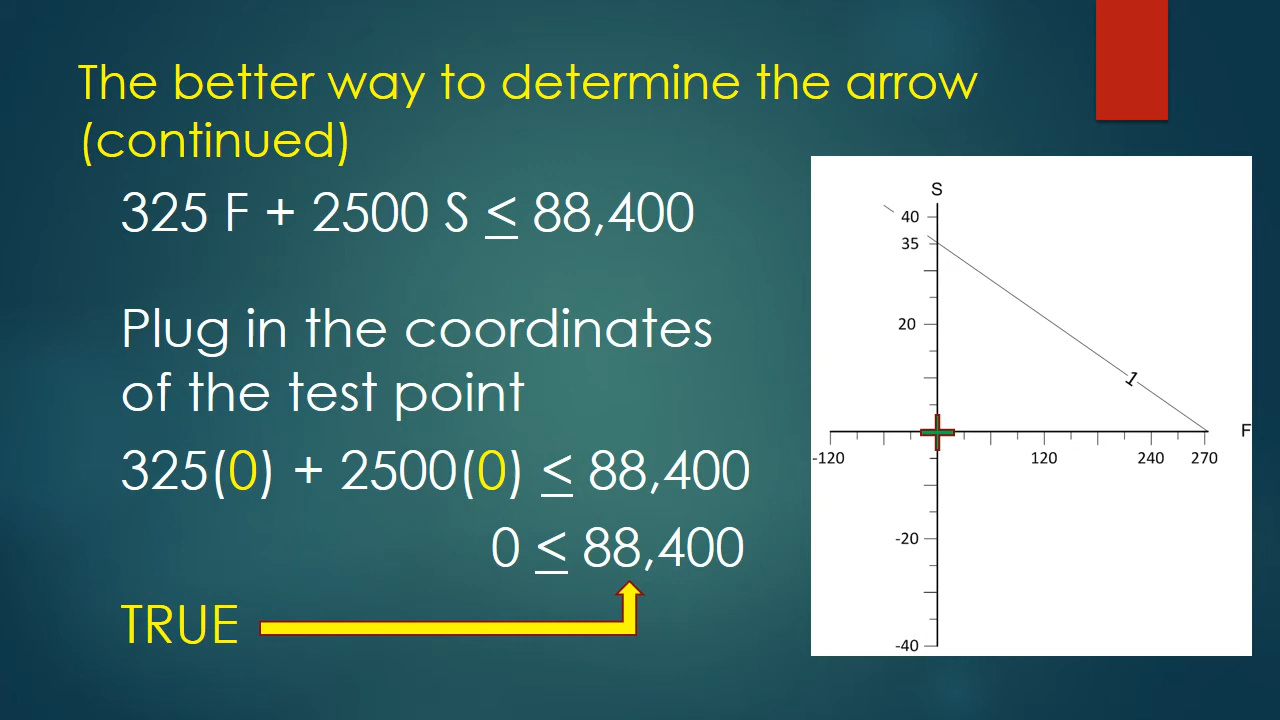 The better way to determine the arrow
(continued)
325 F + 2500 S ≤ 88,400
Plug in the coordinates
of the test point
325(0) + 2500(0) ≤ 88,400
0 ≤ 88,400
TRUE
S
40
35
20
1
F
-120
120
240
270
-20
-40